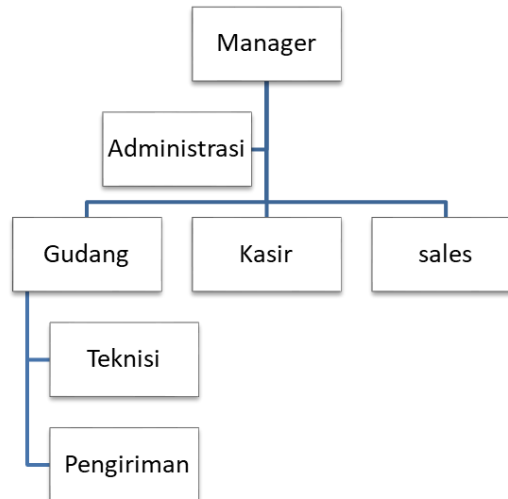 Manager
Administrasi
Gudang
Kasir
sales
Teknisi
Pengiriman